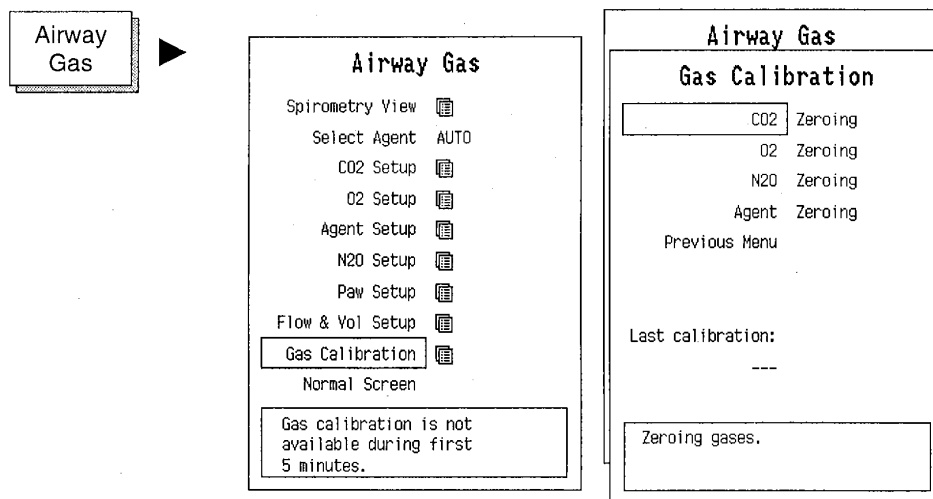 Airway
Gas
Airway Gas
Spirometry View
Select Agent AUTO
CO2 Setup
O2 Setup
Agent Setup
N2O Setup
Paw Setup
Flow & Vol Setup
Gas Calibration
Normal Screen
Gas calibration is not
available during first
5 minutes.
Airway Gas
Gas Calibration
CO2 Zeroing
O2 Zeroing
N2O Zeroing
Agent Zeroing
Previous Menu
Last calibration:
---
Zeroing gases.